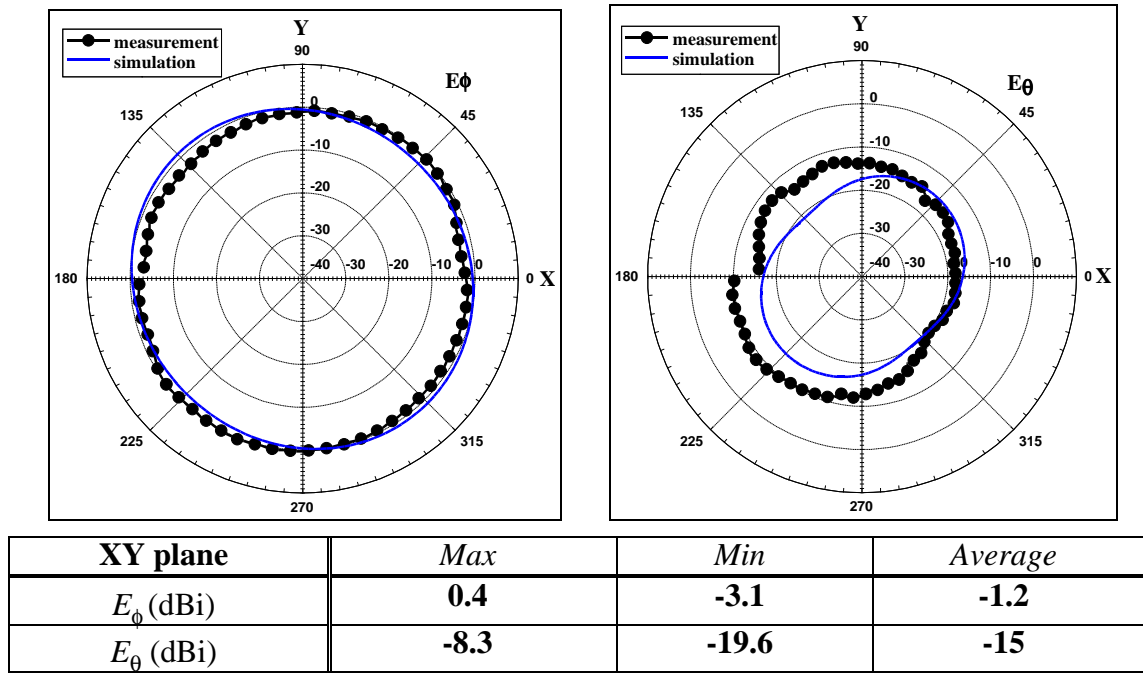 Y
measurement
simulation
90
Eϕ
135
45
0
-10
-20
-30
-40 -30 -20 -10 0
180
0 X
225
315
270
Y
measurement
simulation
90
Eθ
135
45
0
-10
-20
-30
-40 -30 -20 -10 0
180
0 X
225
315
270
XY plane Max Min Average
Eϕ (dBi) 0.4 -3.1 -1.2
Eθ (dBi) -8.3 -19.6 -15